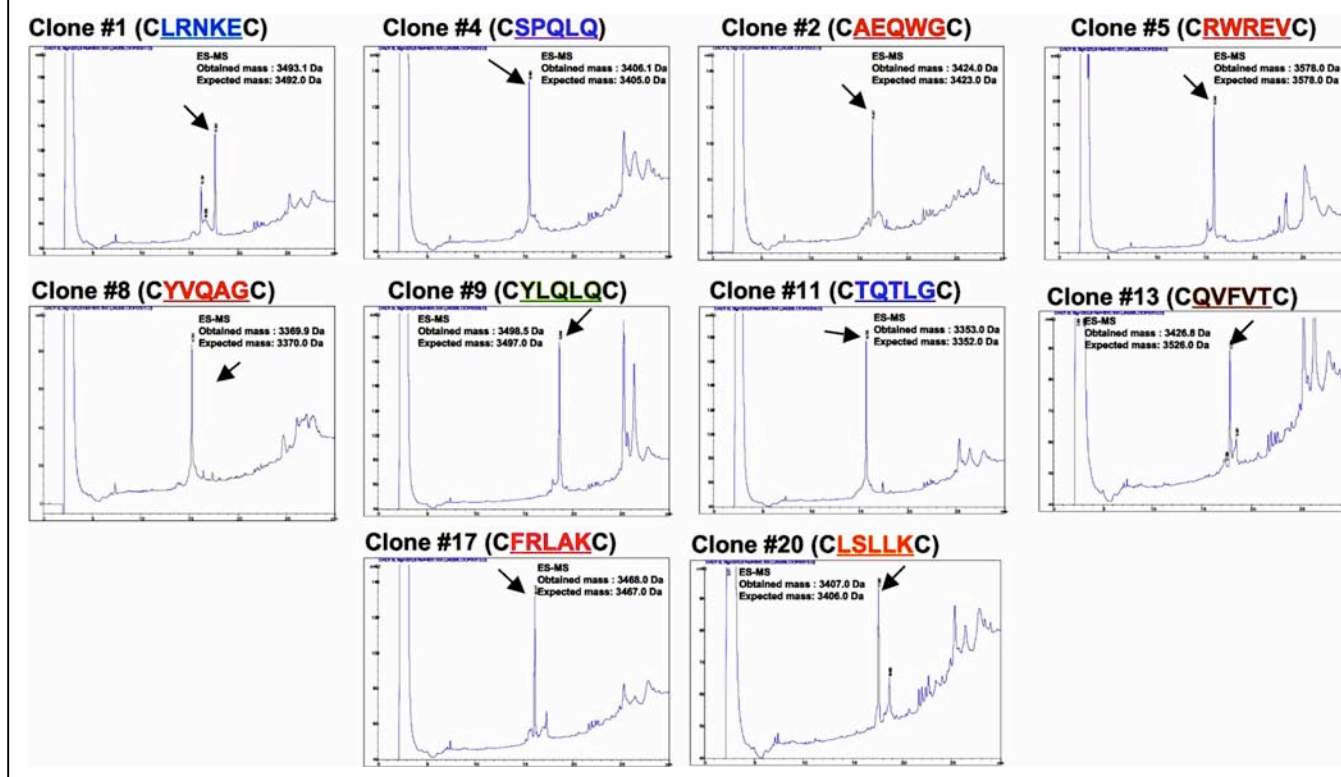 Clone #1 (CLRNKEC)
ES-MS
Obtained mass : 3493.1 Da
Expected mass: 3492.0 Da
Clone #4 (CSPQLQ)
ES-MS
Obtained mass : 3406.1 Da
Expected mass: 3405.0 Da
Clone #2 (CAEQWGC)
ES-MS
Obtained mass : 3424.0 Da
Expected mass: 3423.0 Da
Clone #5 (CRWREVC)
ES-MS
Obtained mass : 3578.0 Da
Expected mass: 3578.0 Da
Clone #8 (CYVQAGC)
ES-MS
Obtained mass : 3369.9 Da
Expected mass: 3370.0 Da
Clone #9 (CYLQLQC)
ES-MS
Obtained mass : 3498.5 Da
Expected mass: 3497.0 Da
Clone #11 (CTQTLGC)
ES-MS
Obtained mass : 3353.0 Da
Expected mass: 3352.0 Da
Clone #13 (CQVFVTC)
ES-MS
Obtained mass : 3426.8 Da
Expected mass: 3526.0 Da
Clone #17 (CFRLAKC)
ES-MS
Obtained mass : 3468.0 Da
Expected mass: 3467.0 Da
Clone #20 (CLSLLKC)
ES-MS
Obtained mass : 3407.0 Da
Expected mass: 3406.0 Da